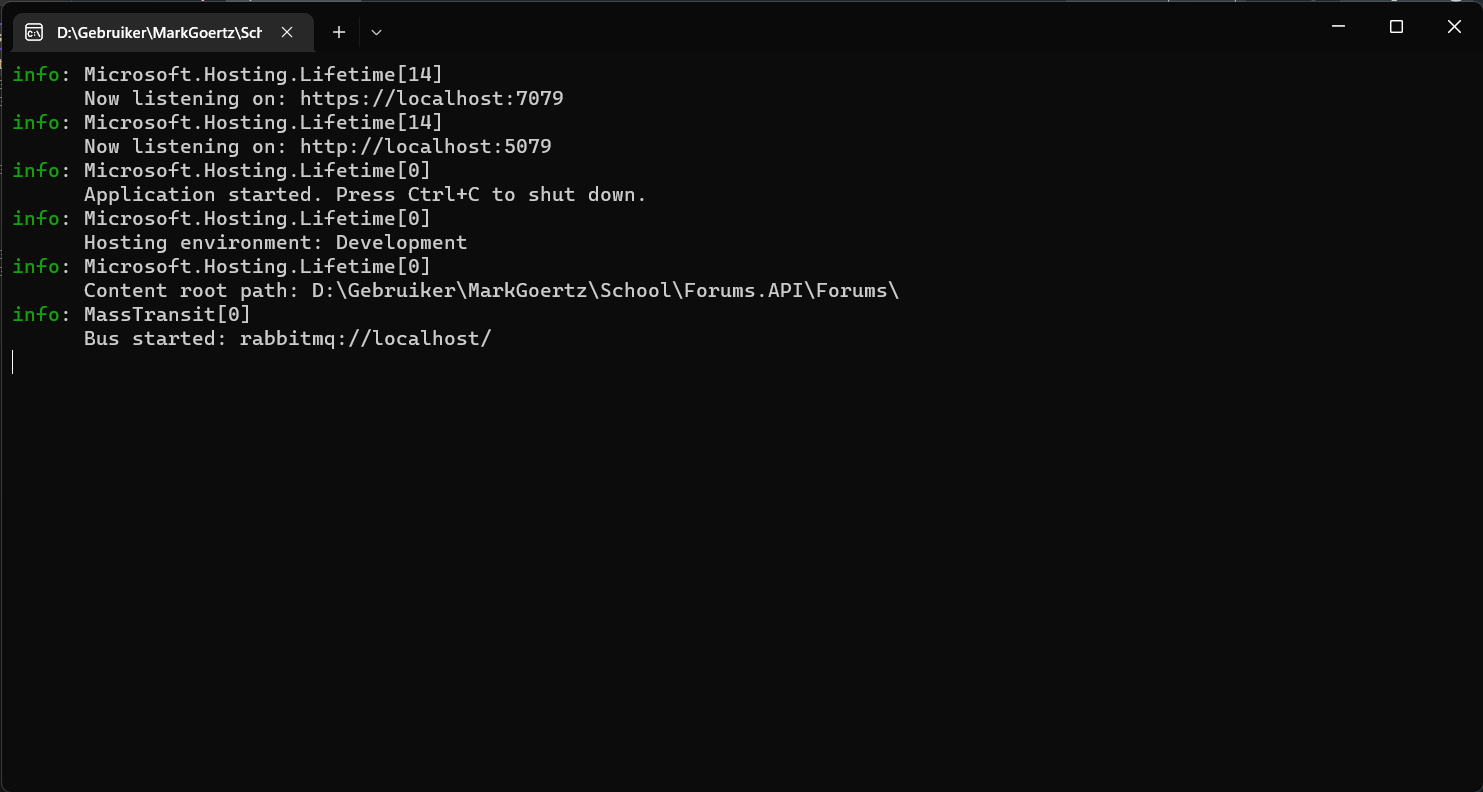 D:\Gebruiker\MarkGoertz\Sch
info: Microsoft.Hosting.Lifetime[14]
Now listening on: https://localhost:7079
info: Microsoft.Hosting.Lifetime[14]
Now listening on: http://localhost:5079
info: Microsoft.Hosting.Lifetime[0]
Application started. Press Ctrl+C to shut down.
info: Microsoft.Hosting.Lifetime[0]
Hosting environment: Development
info: Microsoft.Hosting.Lifetime[0]
Content root path: D:\Gebruiker\MarkGoertz\School\Forums.API\Forums\
info: MassTransit[0]
Bus started: rabbitmq://localhost/